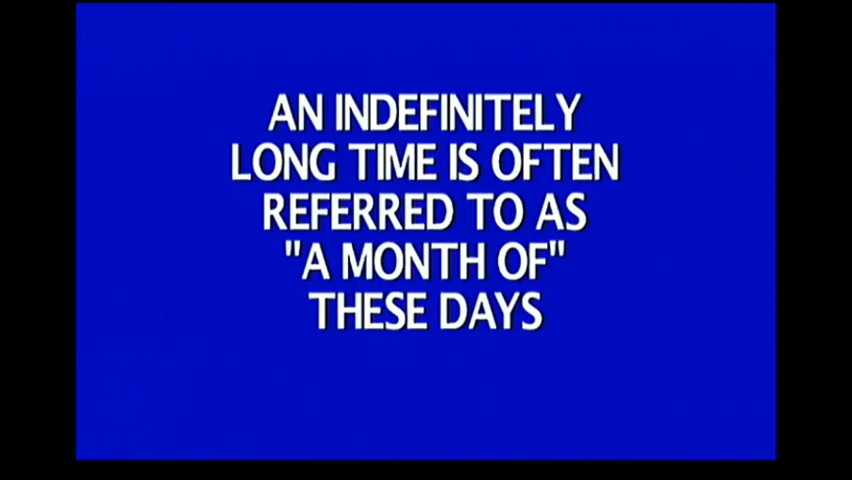 AN INDEFINITELY
LONG TIME IS OFTEN
REFERRED TO AS
"A MONTH OF"
THESE DAYS